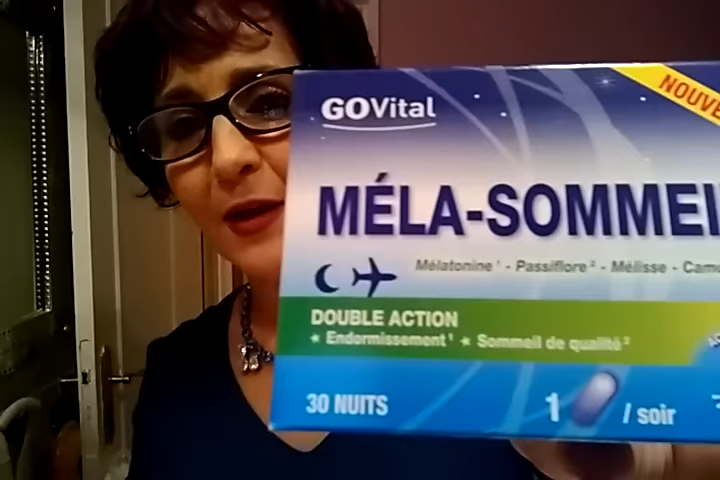 GOVital
NOUVE
MÉLA-SOMMEI
Mélatonine ¹ - Passiflore ² - Mélisse - Cam
DOUBLE ACTION
★ Endormissement ¹ ★ Sommeil de qualité ²
30 NUITS
1 / soir